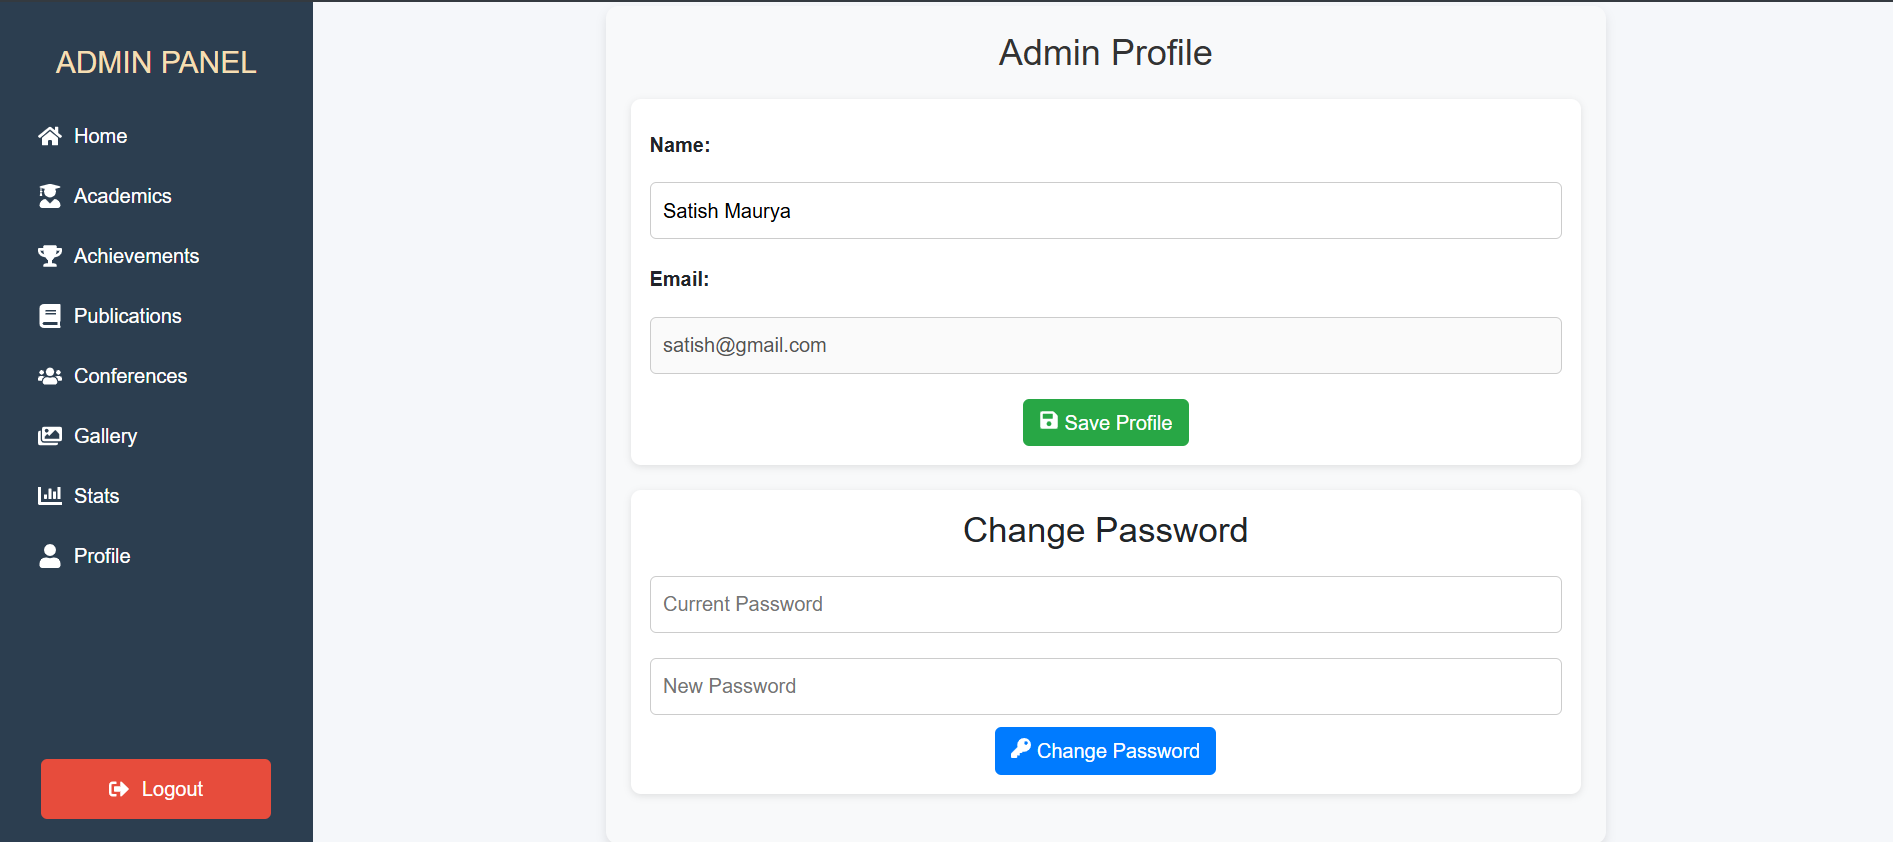 ADMIN PANEL
Home
Academics
Achievements
Publications
Conferences
Gallery
Stats
Profile
Logout
Admin Profile
Name:
Satish Maurya
Email:
satish@gmail.com
Save Profile
Change Password
Current Password
New Password
Change Password